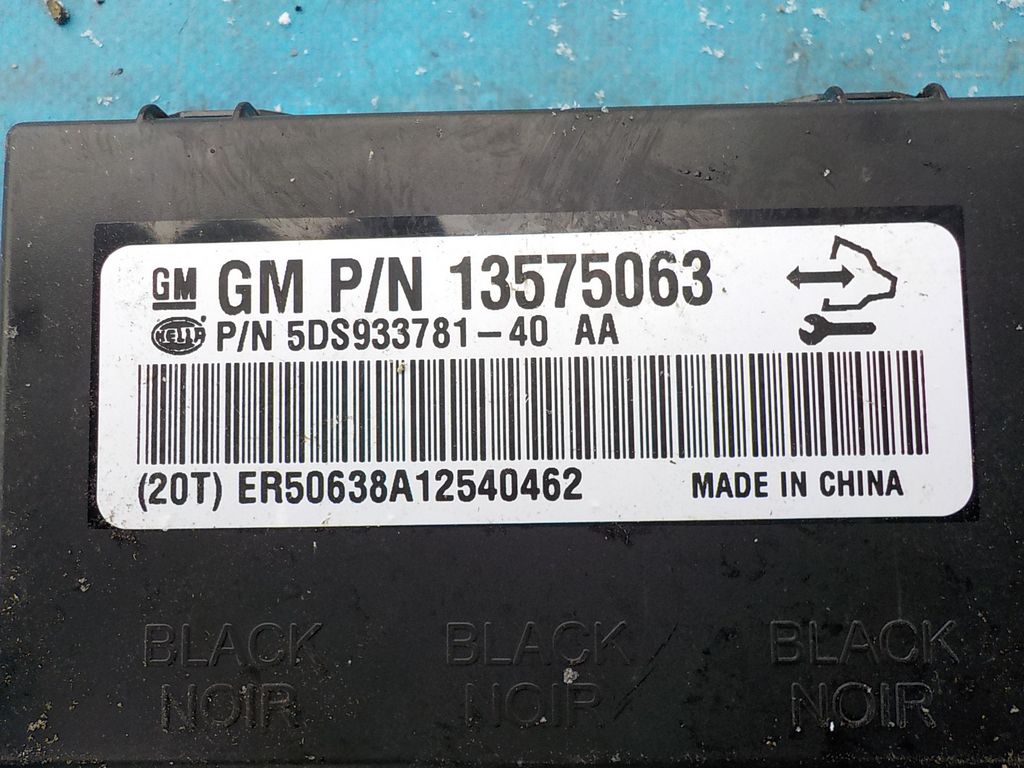 GM GM P/N 13575063
HELLA P/N 5DS933781-40 AA
(20T) ER50638A12540462 MADE IN CHINA
BLACK BLACK BLACK
NOIR NOIR NOIR